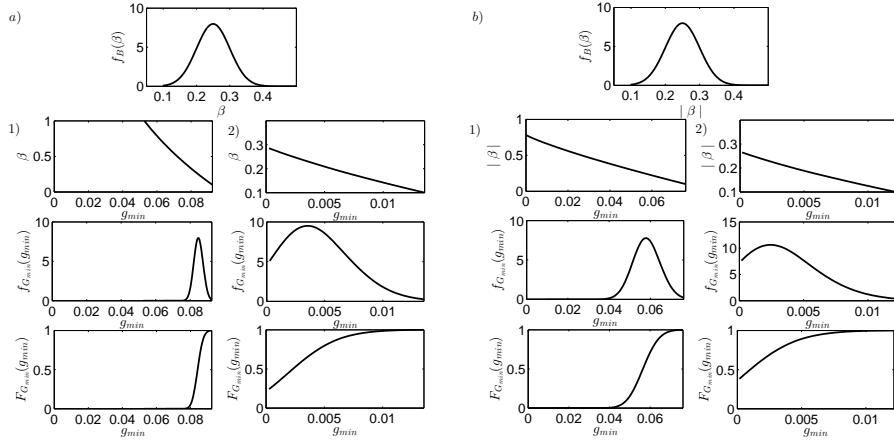 a)
f_B(β)
10
5
0
0.1 0.2 0.3 0.4
β
b)
f_B(β)
10
5
0
0.1 0.2 0.3 0.4
| β |
1)
β
1
0.5
0
0 0.02 0.04 0.06 0.08
g_min
2)
β
0.3
0.2
0.1
0 0.005 0.01
g_min
1)
| β |
1
0.5
0
0 0.02 0.04 0.06
g_min
2)
| β |
0.3
0.2
0.1
0 0.005 0.01
g_min
f_{G_min}(g_min)
10
5
0
0 0.02 0.04 0.06 0.08
g_min
f_{G_min}(g_min)
10
5
0
0 0.005 0.01
g_min
f_{G_min}(g_min)
10
5
0
0 0.02 0.04 0.06
g_min
f_{G_min}(g_min)
15
10
5
0
0 0.005 0.01
g_min
F_{G_min}(g_min)
1
0.5
0
0 0.02 0.04 0.06 0.08
g_min
F_{G_min}(g_min)
1
0.5
0
0 0.005 0.01
g_min
F_{G_min}(g_min)
1
0.5
0
0 0.02 0.04 0.06
g_min
F_{G_min}(g_min)
1
0.5
0
0 0.005 0.01
g_min